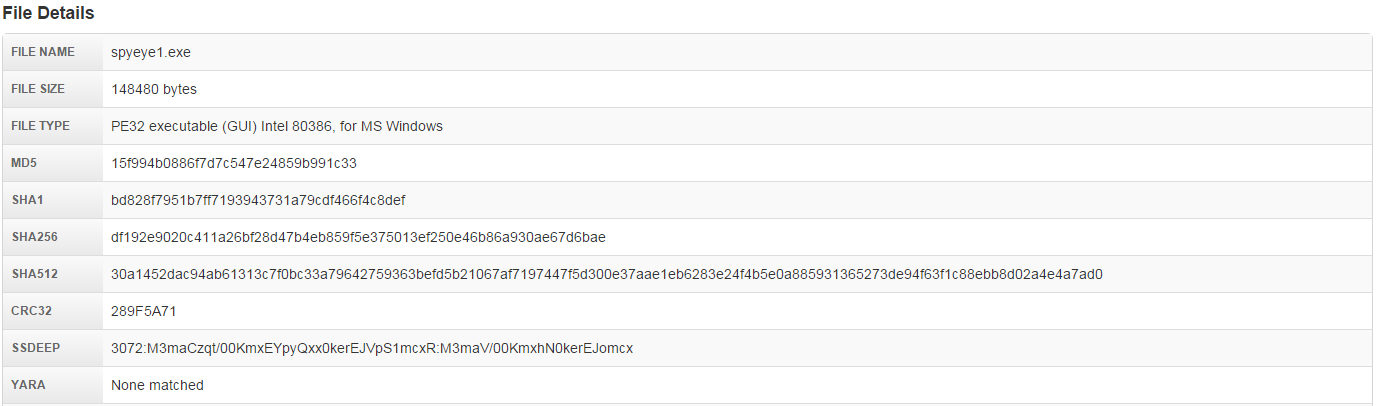 File Details
FILE NAME spyeye1.exe
FILE SIZE 148480 bytes
FILE TYPE PE32 executable (GUI) Intel 80386, for MS Windows
MD5 15f994b0886f7d7c547e24859b991c33
SHA1 bd828f7951b7ff7193943731a79cdf466f4c8def
SHA256 df192e9020c411a26bf28d47b4eb859f5e375013ef250e46b86a930ae67d6bae
SHA512 30a1452dac94ab61313c7f0bc33a79642759363befd5b21067af7197447f5d300e37aae1eb6283e24f4b5e0a885931365273de94f63f1c88ebb8d02a4e4a7ad0
CRC32 289F5A71
SSDEEP 3072:M3maCzqt/00KmxEYpyQxx0kerEJVpS1mcxR:M3maV/00KmxhN0kerEJomcx
YARA None matched